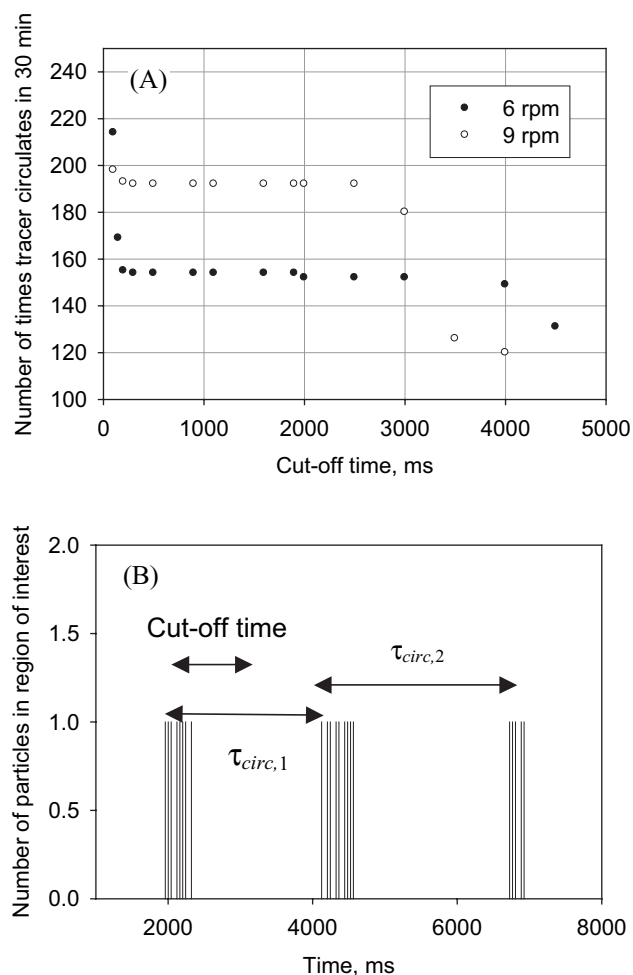 Number of times tracer circulates in 30 min
(A)
240
220
200
180
160
140
120
100
6 rpm
9 rpm
0 1000 2000 3000 4000 5000
Cut-off time, ms
Number of particles in region of interest
(B)
2.0
1.5
1.0
0.5
0.0
Cut-off time
τcirc,2
τcirc,1
2000 4000 6000 8000
Time, ms